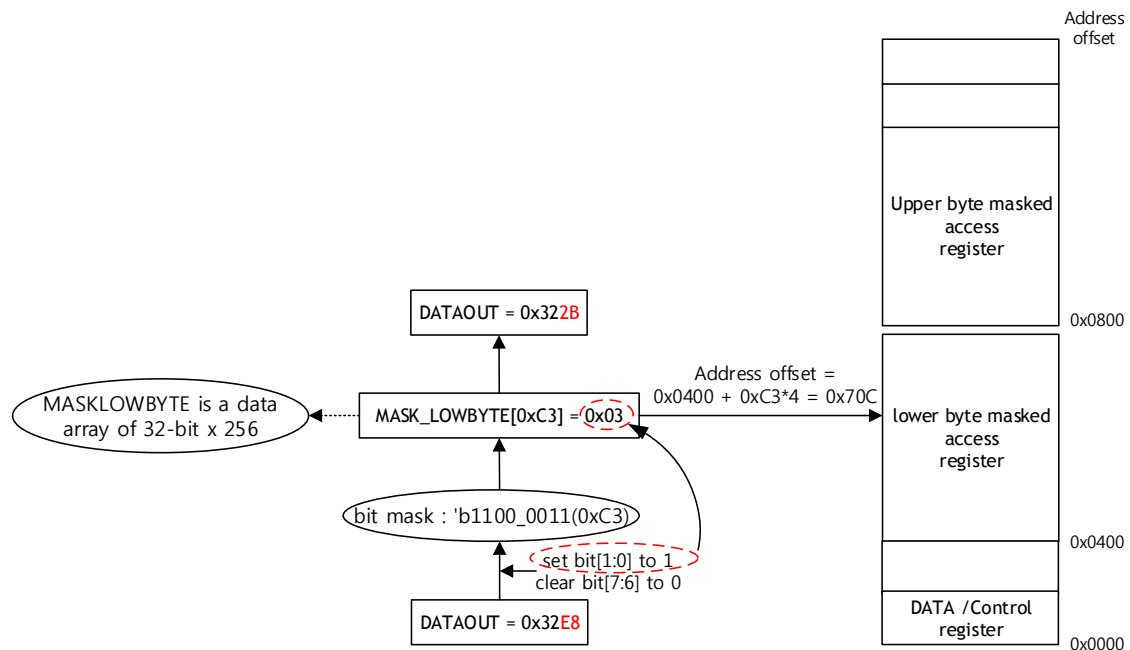 Address
offset
Upper byte masked
access
register
0x0800
DATAOUT = 0x322B
Address offset =
0x0400 + 0xC3*4 = 0x70C
MASKLOWBYTE is a data
array of 32-bit x 256
MASK_LOWBYTE[0xC3] = 0x03
lower byte masked
access
register
bit mask : 'b1100_0011(0xC3)
0x0400
set bit[1:0] to 1
clear bit[7:6] to 0
DATAOUT = 0x32E8
DATA /Control
register
0x0000